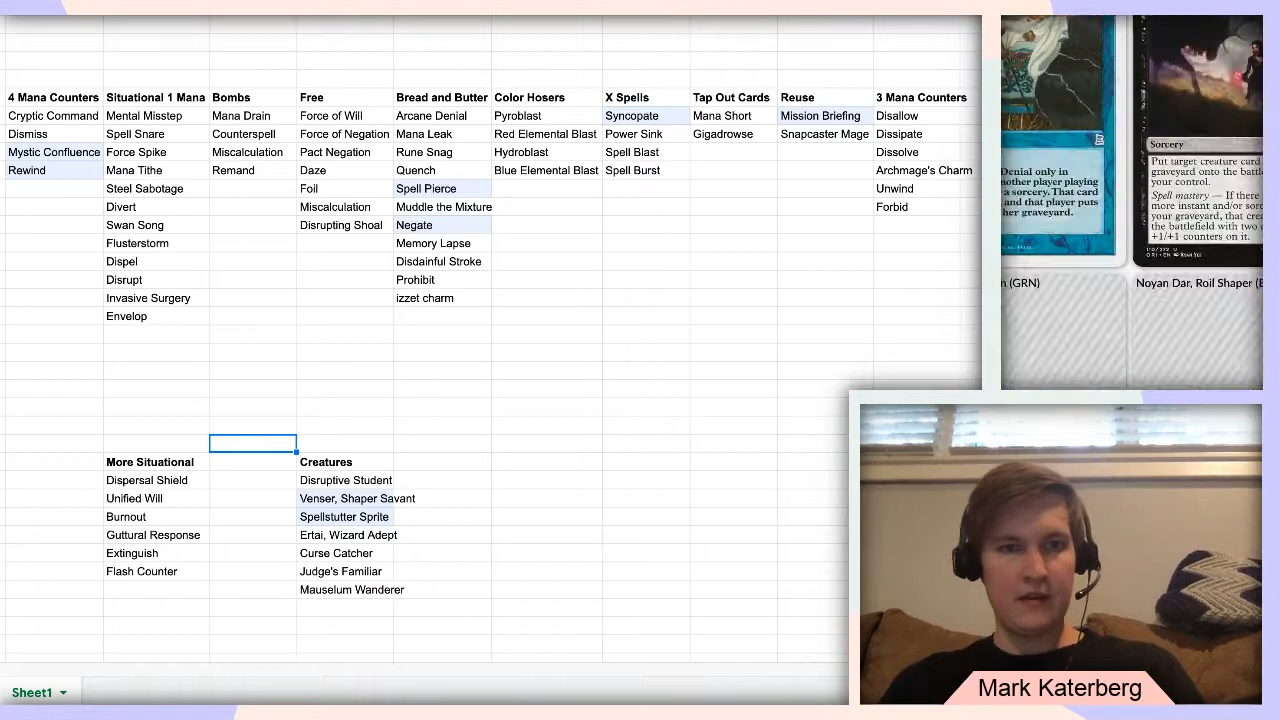 4 Mana Counters Situational 1 Mana Bombs Free Bread and Butter Color Hosers X Spells Tap Out Cards Reuse 3 Mana Counters
Cryptic Command Mental Misstep Mana Drain Force of Will Arcane Denial Pyroblast Syncopate Mana Short Mission Briefing Disallow
Dismiss Spell Snare Counterspell Force of Negation Mana Leak Red Elemental Blast Power Sink Gigadrowse Snapcaster Mage Dissipate
Mystic Confluence Force Spike Miscalculation Pact Negation Rune Snag Hydroblast Spell Blast Dissolve
Rewind Mana Tithe Remand Daze Quench Blue Elemental Blast Spell Burst Archmage's Charm
Steel Sabotage Foil Spell Pierce Unwind
Divert Miscalculation Muddle the Mixture Forbid
Swan Song Disrupting Shoal Negate
Flusterstorm Memory Lapse
Dispel Disdainful Stroke
Disrupt Prohibit
Invasive Surgery izzet charm
Envelop
More Situational Creatures
Dispersal Shield Disruptive Student
Unified Will Venser, Shaper Savant
Burnout Spellstutter Sprite
Guttural Response Ertai, Wizard Adept
Extinguish Curse Catcher
Flash Counter Judge's Familiar
Mauselum Wanderer
Sheet1
Denial only in
nother player playing
a sorcery. That card
and that player puts
her graveyard.
Sorcery
Put target creature card
graveyard onto the battlefield
your control.
Spell mastery — If there
more instant and/or sorc
your graveyard, that crea
the battlefield with two
+1/+1 counters on it.
n (GRN)
Noyan Dar, Roil Shaper (
Mark Katerberg